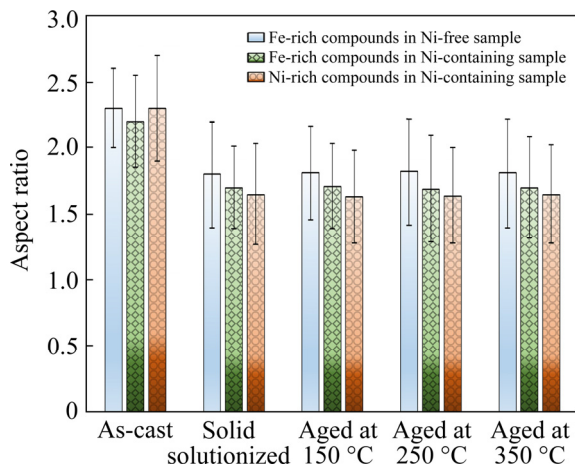 3.0
Fe-rich compounds in Ni-free sample
Fe-rich compounds in Ni-containing sample
Ni-rich compounds in Ni-containing sample
2.5
2.0
Aspect ratio
1.5
1.0
0.5
0
As-cast
Solid
solutionized
Aged at
150 °C
Aged at
250 °C
Aged at
350 °C